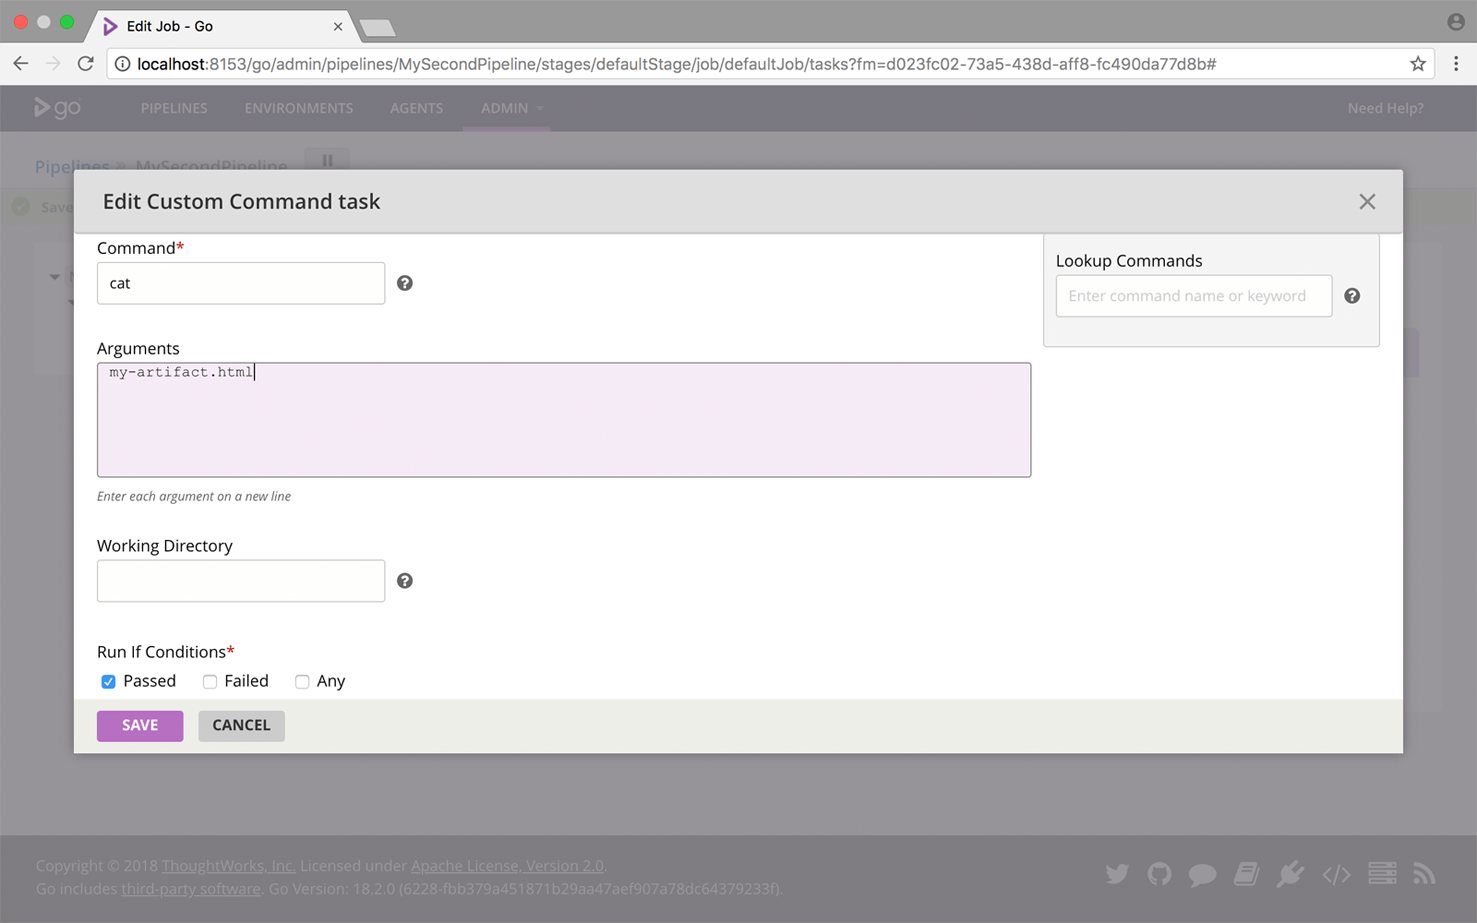 Edit Job - Go
localhost:8153/go/admin/pipelines/MySecondPipeline/stages/defaultStage/job/defaultJob/tasks?fm=d023fc02-73a5-438d-aff8-fc490da77d8b#
go PIPELINES ENVIRONMENTS AGENTS ADMIN Need Help?
Pipelines » MySecondPipeline
Save
Edit Custom Command task
Command*
cat
Lookup Commands
Enter command name or keyword
Arguments
my-artifact.html
Enter each argument on a new line
Working Directory
Run If Conditions*
Passed Failed Any
SAVE CANCEL
Copyright © 2018 ThoughtWorks, Inc. Licensed under Apache License, Version 2.0.
Go includes third-party software. Go Version: 18.2.0 (6228-fbb379a451871b29aa47aef907a78dc64379233f).